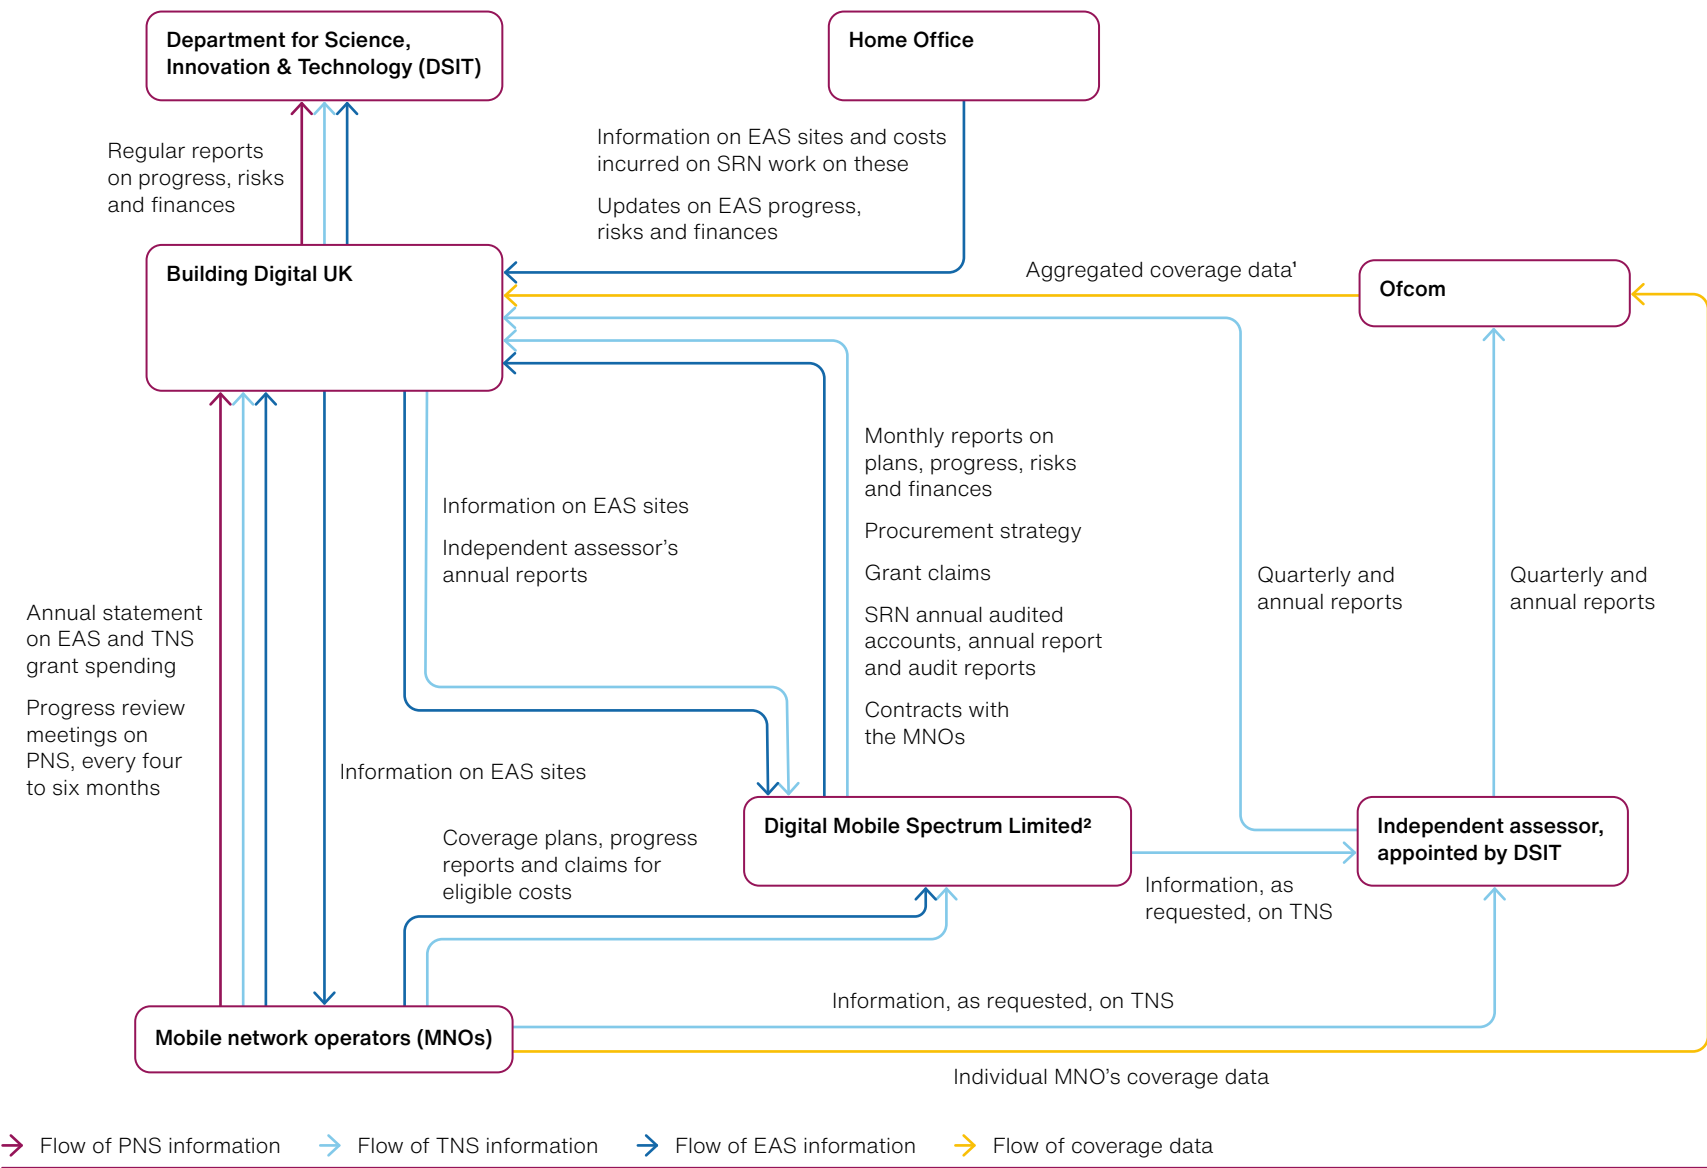 Department for Science,
Innovation & Technology (DSIT)
Home Office
Regular reports
on progress, risks
and finances
Information on EAS sites and costs
incurred on SRN work on these
Updates on EAS progress,
risks and finances
Building Digital UK
Aggregated coverage data¹
Ofcom
Monthly reports on
plans, progress, risks
and finances
Procurement strategy
Grant claims
SRN annual audited
accounts, annual report
and audit reports
Contracts with
the MNOs
Information on EAS sites
Independent assessor’s
annual reports
Quarterly and
annual reports
Quarterly and
annual reports
Annual statement
on EAS and TNS
grant spending
Progress review
meetings on
PNS, every four
to six months
Information on EAS sites
Digital Mobile Spectrum Limited²
Independent assessor,
appointed by DSIT
Coverage plans, progress
reports and claims for
eligible costs
Information, as
requested, on TNS
Information, as requested, on TNS
Mobile network operators (MNOs)
Individual MNO’s coverage data
Flow of PNS information
Flow of TNS information
Flow of EAS information
Flow of coverage data